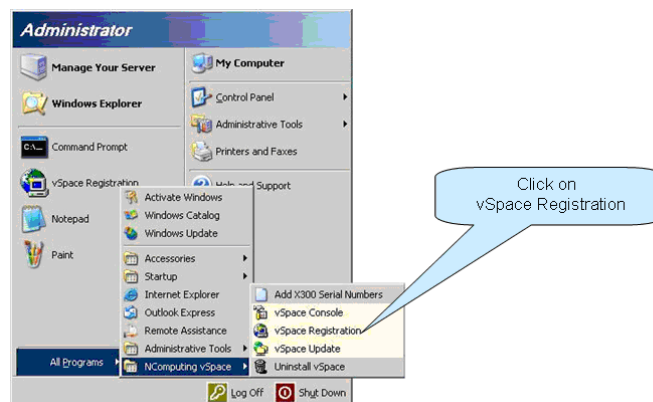 Administrator
Manage Your Server
Windows Explorer
C:\_ Command Prompt
vSpace Registration
Notepad
Paint
All Programs
My Computer
Control Panel
Administrative Tools
Printers and Faxes
Help and Support
Activate Windows
Windows Catalog
Windows Update
Accessories
Startup
Internet Explorer
Outlook Express
Remote Assistance
Administrative Tools
NComputing vSpace
Add X300 Serial Numbers
vSpace Console
vSpace Registration
vSpace Update
Uninstall vSpace
Log Off
Shut Down
Click on
vSpace Registration